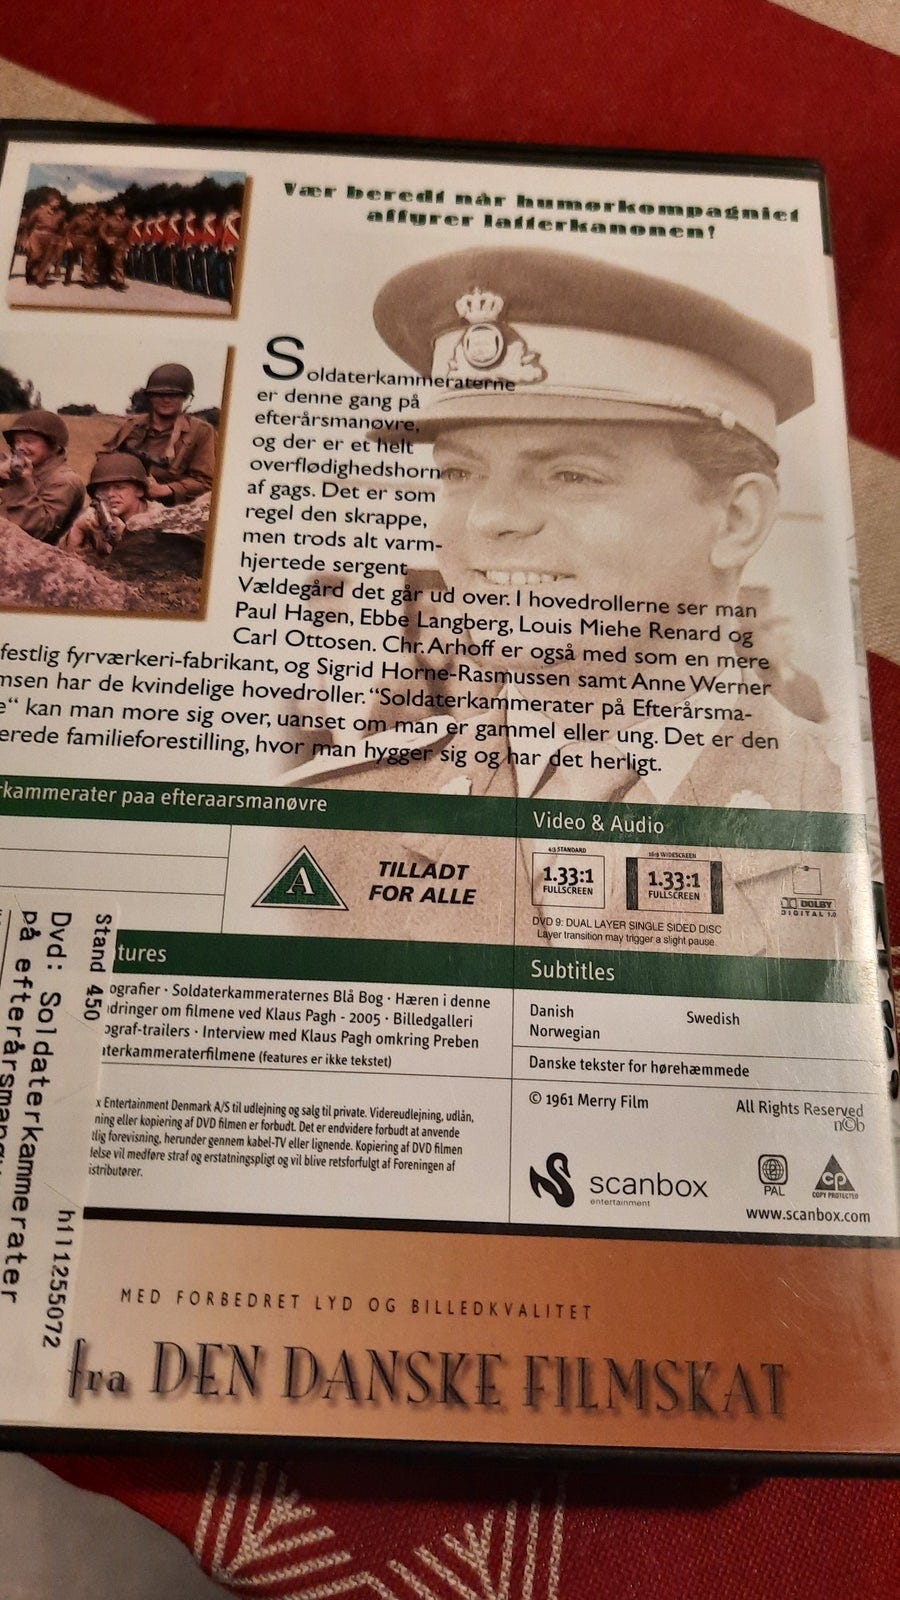 Vær beredt når humørkompagniet
affyrer latterkanonen!
Soldaterkammeraterne
er denne gang på
efterårsmanøvre,
og der er et helt
overflødighedshorn
af gags. Det er som
regel den skrappe,
men trods alt varm-
hjertede sergent
Vældegård det går ud over. I hovedrollerne ser man
Paul Hagen, Ebbe Langberg, Louis Miehe Renard og
Carl Ottosen. Chr. Arhoff er også med som en mere
festlig fyrværkeri-fabrikant, og Sigrid Horne-Rasmussen samt Anne Werner
msen har de kvindelige hovedroller. “Soldaterkammerater på Efterårsma-
e“ kan man more sig over, uanset om man er gammel eller ung. Det er den
erede familieforestilling, hvor man hygger sig og har det herligt.
rkammerater paa efteraarsmanøvre
A
TILLADT
FOR ALLE
Video & Audio
4:3 STANDARD
1.33:1
FULLSCREEN
16:9 WIDESCREEN
1.33:1
FULLSCREEN
DOLBY
DIGITAL 1.0
DVD 9: DUAL LAYER SINGLE SIDED DISC
Layer transition may trigger a slight pause.
tures
ografier · Soldaterkammeraternes Blå Bog · Hæren i denne
dringer om filmene ved Klaus Pagh - 2005 · Billedgalleri
ograf-trailers · Interview med Klaus Pagh omkring Preben
aterkammeraterfilmene (features er ikke tekstet)
Subtitles
Danish
Swedish
Norwegian
Danske tekster for hørehæmmede
x Entertainment Denmark A/S til udlejning og salg til private. Videreudlejning, udlån,
ning eller kopiering af DVD filmen er forbudt. Det er endvidere forbudt at anvende
tlig forevisning, herunder gennem kabel-TV eller lignende. Kopiering af DVD filmen
lelse vil medføre straf og erstatningspligt og vil blive retsforfulgt af Foreningen af
istributører.
© 1961 Merry Film
All Rights Reserved
n©b
scanbox
entertainment
PAL
CP
COPY PROTECTED
www.scanbox.com
Stand 450
h111255072
Dvd: Soldaterkammerater
på efterårsmanøv
MED FORBEDRET LYD OG BILLEDKVALITET
fra DEN DANSKE FILMSKAT